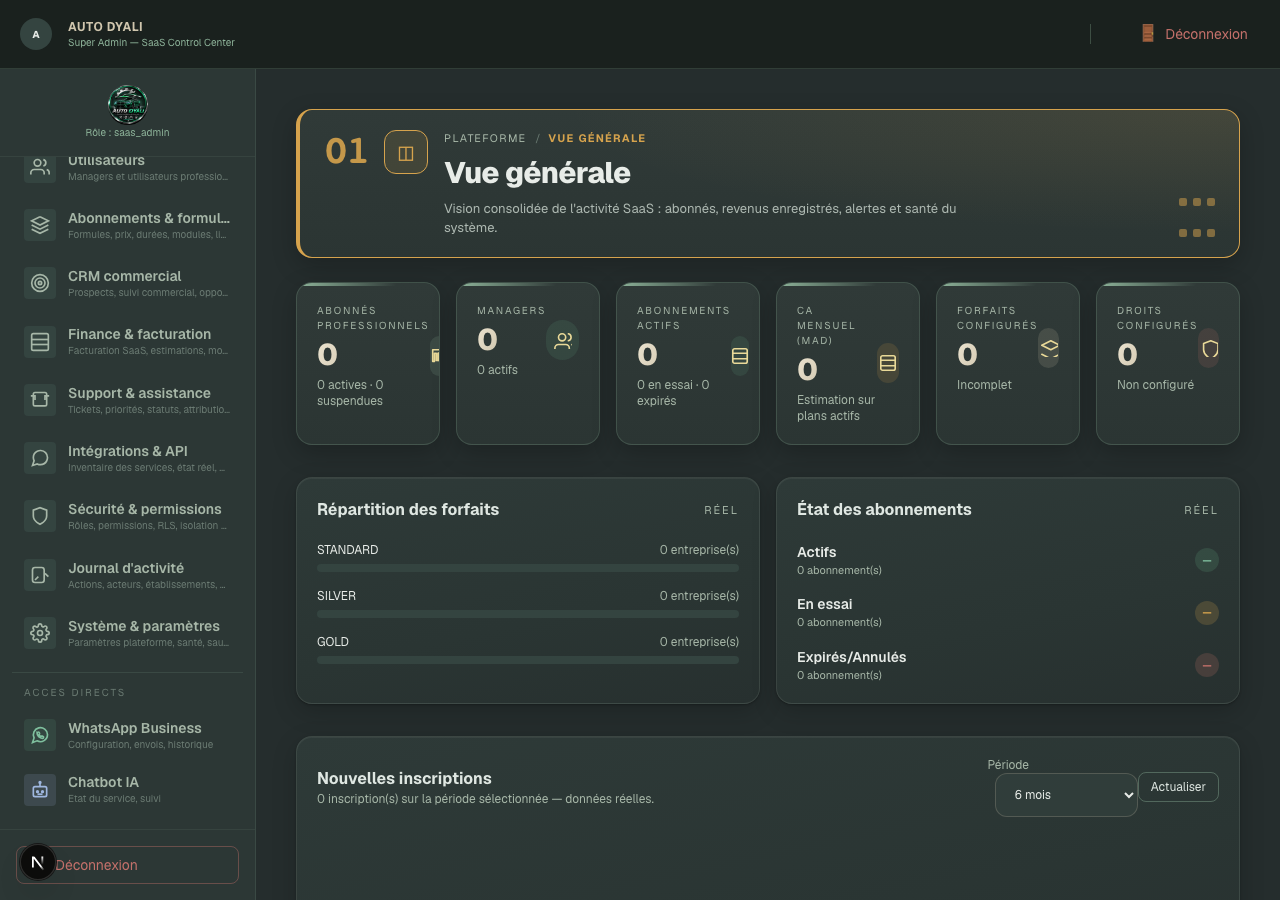 A
AUTO DYALI
Super Admin — SaaS Control Center
Déconnexion
AUTO DYALI
Rôle : saas_admin
Utilisateurs
Managers et utilisateurs professio...
Abonnements & formul...
Formules, prix, durées, modules, li...
CRM commercial
Prospects, suivi commercial, oppo...
Finance & facturation
Facturation SaaS, estimations, mo...
Support & assistance
Tickets, priorités, statuts, attributio...
Intégrations & API
Inventaire des services, état réel, ...
Sécurité & permissions
Rôles, permissions, RLS, isolation ...
Journal d'activité
Actions, acteurs, établissements, ...
Système & paramètres
Paramètres plateforme, santé, sau...
ACCES DIRECTS
WhatsApp Business
Configuration, envois, historique
Chatbot IA
Etat du service, suivi
N
Déconnexion
01
PLATEFORME / VUE GÉNÉRALE
Vue générale
Vision consolidée de l'activité SaaS : abonnés, revenus enregistrés, alertes et santé du
système.
ABONNÉS
PROFESSIONNELS
0
0 actives · 0
suspendues
MANAGERS
0
0 actifs
ABONNEMENTS
ACTIFS
0
0 en essai · 0
expirés
CA
MENSUEL
(MAD)
0
Estimation sur
plans actifs
FORFAITS
CONFIGURÉS
0
Incomplet
DROITS
CONFIGURÉS
0
Non configuré
Répartition des forfaits
RÉEL
STANDARD
0 entreprise(s)
SILVER
0 entreprise(s)
GOLD
0 entreprise(s)
État des abonnements
RÉEL
Actifs
0 abonnement(s)
–
En essai
0 abonnement(s)
–
Expirés/Annulés
0 abonnement(s)
–
Nouvelles inscriptions
0 inscription(s) sur la période sélectionnée — données réelles.
Période
6 mois
Actualiser